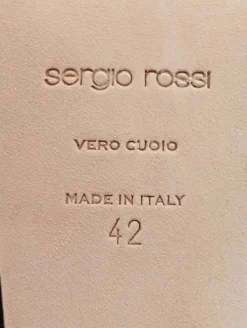 sergio rossi
VERO CUOIO
MADE IN ITALY
42